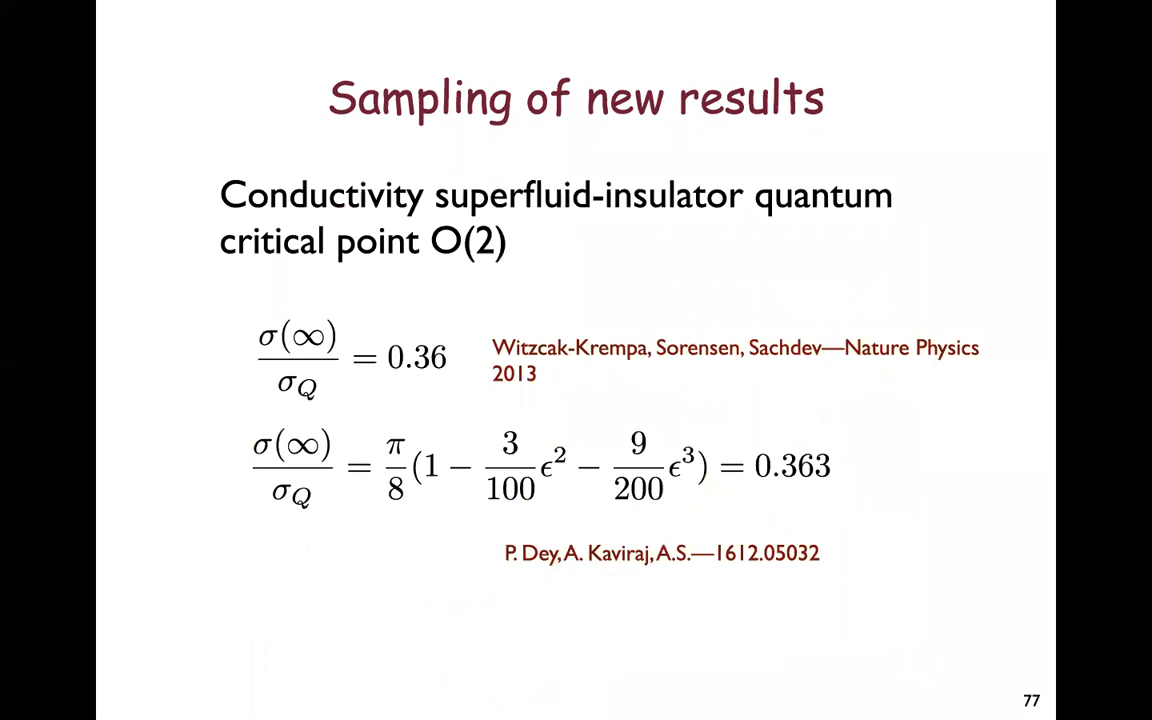 Sampling of new results
Conductivity superfluid-insulator quantum
critical point O(2)
σ(∞)/σ_Q = 0.36
Witzcak-Krempa, Sorensen, Sachdev—Nature Physics
2013
σ(∞)/σ_Q = π/8(1 − 3/100 ϵ² − 9/200 ϵ³) = 0.363
P. Dey, A. Kaviraj, A.S.—1612.05032
77